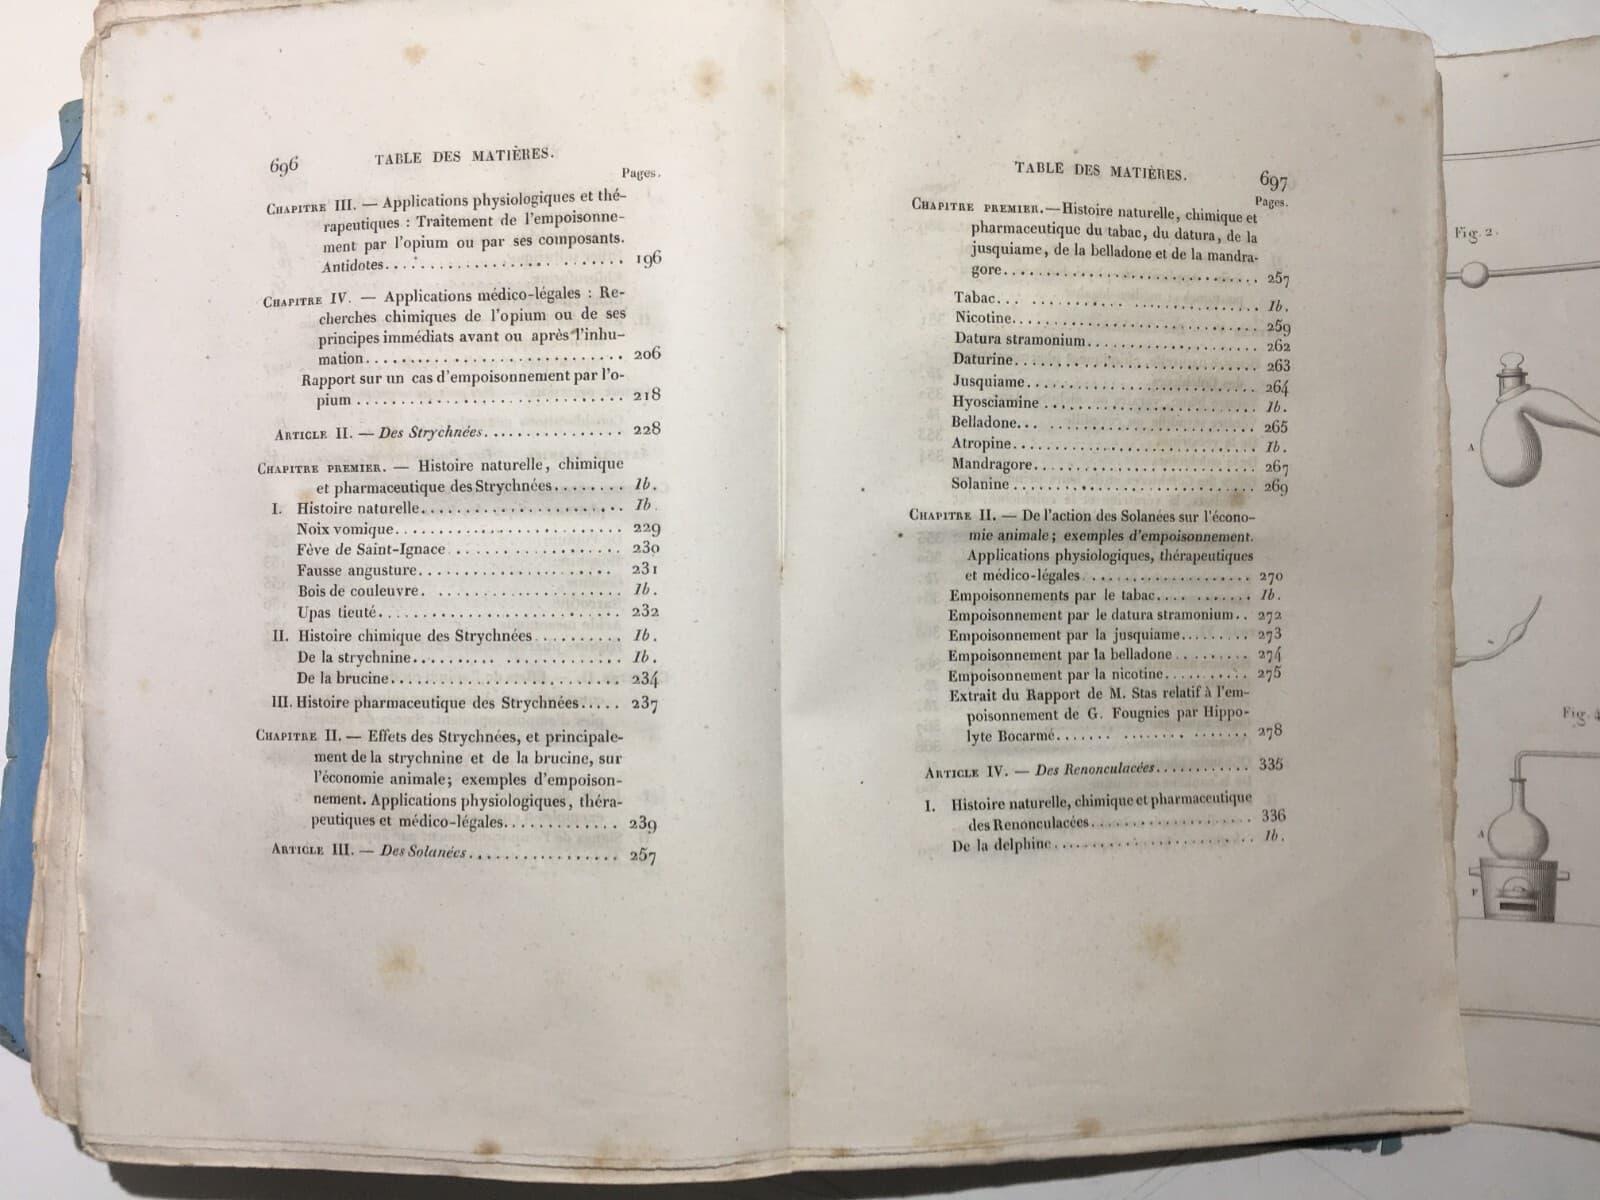 696 TABLE DES MATIÈRES.
Pages.
CHAPITRE III. — Applications physiologiques et thé-
rapeutiques : Traitement de l'empoisonne-
ment par l'opium ou par ses composants.
Antidotes. . . . . . . . . . . . . . . . . . . . 196
CHAPITRE IV. — Applications médico-légales : Re-
cherches chimiques de l'opium ou de ses
principes immédiats avant ou après l'inhu-
mation. . . . . . . . . . . . . . . . . . . . . 206
Rapport sur un cas d'empoisonnement par l'o-
pium . . . . . . . . . . . . . . . . . . . . . . 218
ARTICLE II. — Des Strychnées. . . . . . . . . . . . 228
CHAPITRE PREMIER. — Histoire naturelle, chimique
et pharmaceutique des Strychnées. . . . . . . Ib.
I. Histoire naturelle. . . . . . . . . . . . . . . . Ib.
Noix vomique. . . . . . . . . . . . . . . . . . 229
Fève de Saint-Ignace . . . . . . . . . . . . . . 230
Fausse angusture. . . . . . . . . . . . . . . . . 231
Bois de couleuvre. . . . . . . . . . . . . . . . Ib.
Upas tieuté. . . . . . . . . . . . . . . . . . . 232
II. Histoire chimique des Strychnées . . . . . . . . Ib.
De la strychnine. . . . . . . . . . . . . . . . . Ib.
De la brucine. . . . . . . . . . . . . . . . . . 234
III. Histoire pharmaceutique des Strychnées. . . . . 237
CHAPITRE II. — Effets des Strychnées, et principale-
ment de la strychnine et de la brucine, sur
l'économie animale; exemples d'empoison-
nement. Applications physiologiques, théra-
peutiques et médico-légales. . . . . . . . . . . 239
ARTICLE III. — Des Solanées. . . . . . . . . . . . . 257
TABLE DES MATIÈRES. 697
Pages.
CHAPITRE PREMIER.—Histoire naturelle, chimique et
pharmaceutique du tabac, du datura, de la
jusquiame, de la belladone et de la mandra-
gore. . . . . . . . . . . . . . . . . . . . . . . 257
Tabac. . . . . . . . . . . . . . . . . . . . . . Ib.
Nicotine. . . . . . . . . . . . . . . . . . . . . 259
Datura stramonium. . . . . . . . . . . . . . . . 262
Daturine. . . . . . . . . . . . . . . . . . . . . 263
Jusquiame. . . . . . . . . . . . . . . . . . . . 264
Hyosciamine . . . . . . . . . . . . . . . . . . . Ib.
Belladone. . . . . . . . . . . . . . . . . . . . 265
Atropine. . . . . . . . . . . . . . . . . . . . . Ib.
Mandragore. . . . . . . . . . . . . . . . . . . . 267
Solanine . . . . . . . . . . . . . . . . . . . . . 269
CHAPITRE II. — De l'action des Solanées sur l'écono-
mie animale; exemples d'empoisonnement.
Applications physiologiques, thérapeutiques
et médico-légales. . . . . . . . . . . . . . . . . 270
Empoisonnements par le tabac. . . . . . . . . . Ib.
Empoisonnement par le datura stramonium. . 272
Empoisonnement par la jusquiame. . . . . . . . 273
Empoisonnement par la belladone . . . . . . . . 274
Empoisonnement par la nicotine. . . . . . . . . 275
Extrait du Rapport de M. Stas relatif à l'em-
poisonnement de G. Fougnies par Hippo-
lyte Bocarmé. . . . . . . . . . . . . . . . . . . 278
ARTICLE IV. — Des Renonculacées. . . . . . . . . . . 335
I. Histoire naturelle, chimique et pharmaceutique
des Renonculacées. . . . . . . . . . . . . . . . 336
De la delphine. . . . . . . . . . . . . . . . . . Ib.
Fig. 2.
A
Fig. 4
A
F